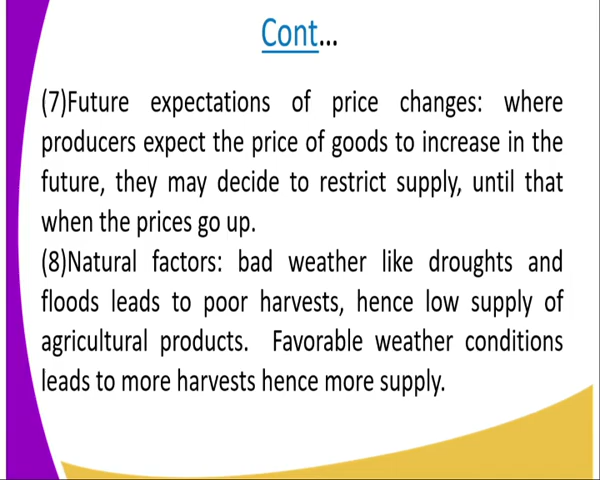 Cont...
(7)Future expectations of price changes: where
producers expect the price of goods to increase in the
future, they may decide to restrict supply, until that
when the prices go up.
(8)Natural factors: bad weather like droughts and
floods leads to poor harvests, hence low supply of
agricultural products. Favorable weather conditions
leads to more harvests hence more supply.